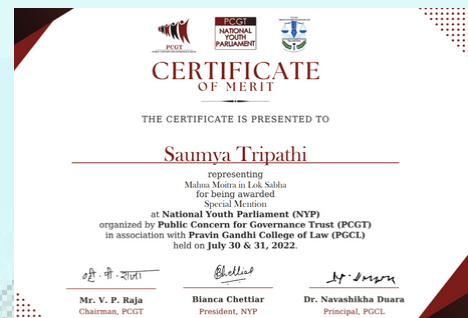 PCGT
PCGT
NATIONAL
YOUTH
PARLIAMENT
CERTIFICATE
OF MERIT
THE CERTIFICATE IS PRESENTED TO
Saumya Tripathi
representing
Mahua Moitra in Lok Sabha
for being awarded
Special Mention
at National Youth Parliament (NYP)
organized by Public Concern for Governance Trust (PCGT)
in association with Pravin Gandhi College of Law (PGCL)
held on July 30 & 31, 2022.
व्ही. पी. राजा
BChettiar
Mr. V. P. Raja
Bianca Chettiar
Dr. Navashikha Duara
Chairman, PCGT
President, NYP
Principal, PGCL